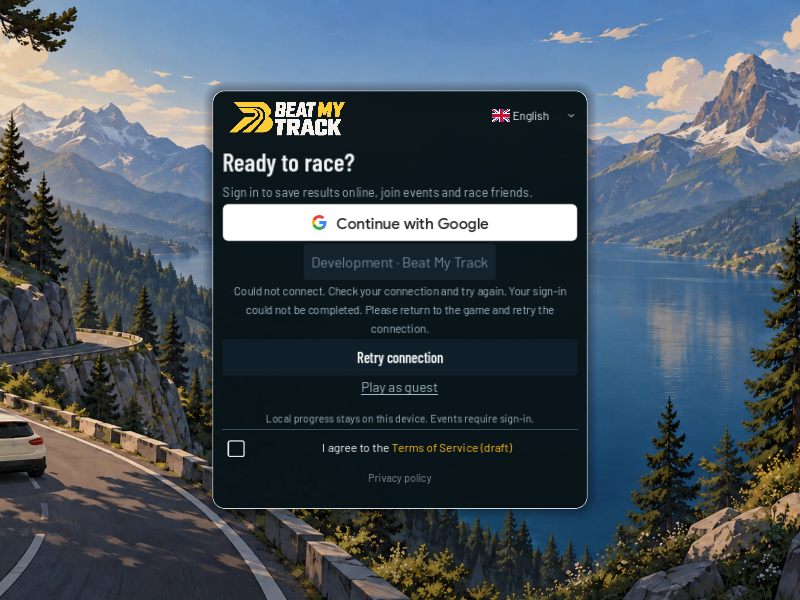 BEAT MY
TRACK
English
Ready to race?
Sign in to save results online, join events and race friends.
Continue with Google
Development · Beat My Track
Could not connect. Check your connection and try again. Your sign-in
could not be completed. Please return to the game and retry the
connection.
Retry connection
Play as guest
Local progress stays on this device. Events require sign-in.
I agree to the Terms of Service (draft)
Privacy policy